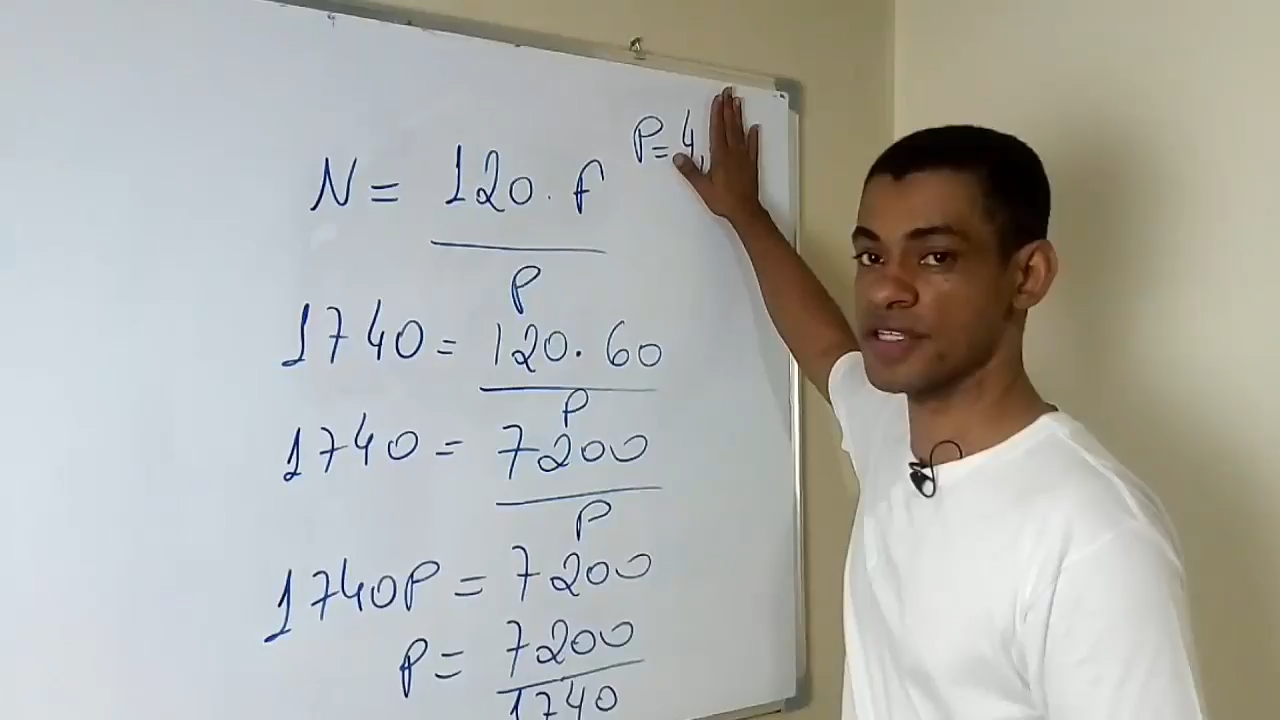 P=4,
N = 120.F
P
1740 = 120.60
P
1740 = 7200
P
1740P = 7200
P = 7200
1740